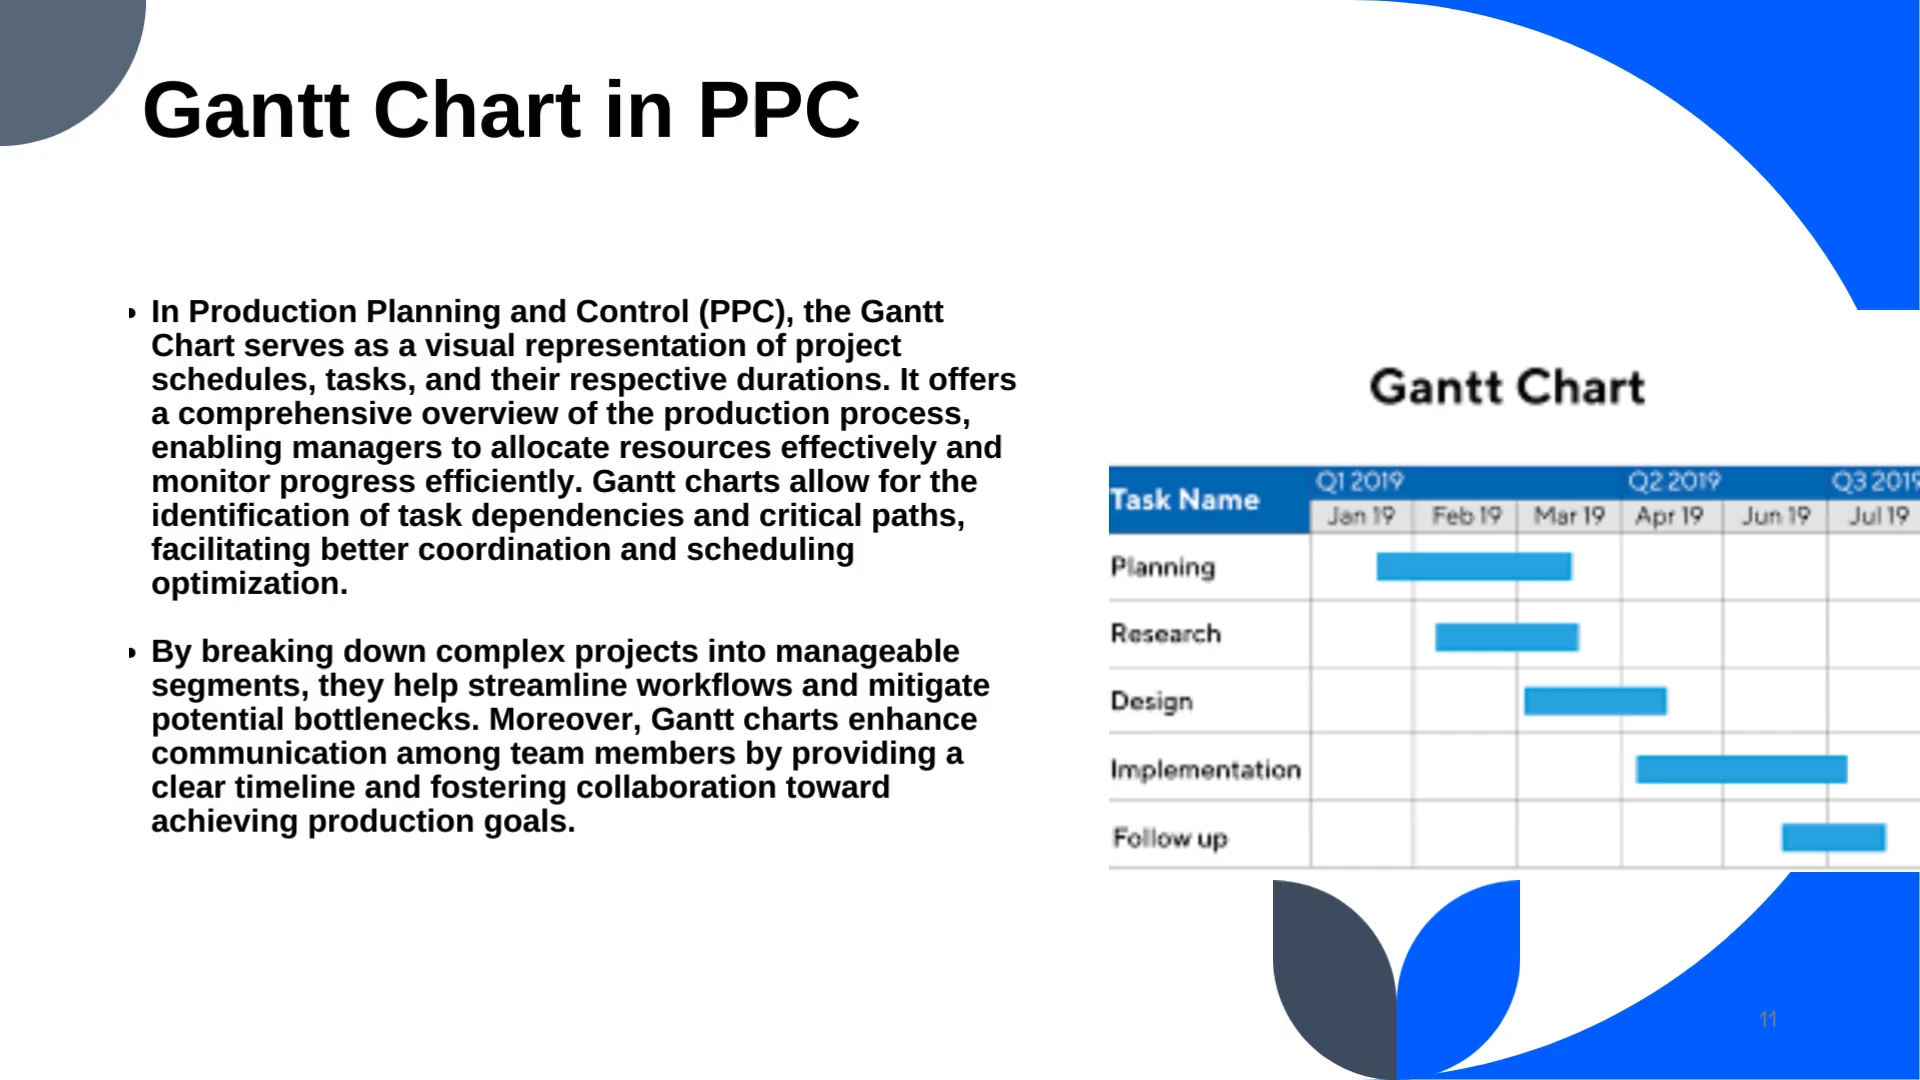 Gantt Chart in PPC
• In Production Planning and Control (PPC), the Gantt
Chart serves as a visual representation of project
schedules, tasks, and their respective durations. It offers
a comprehensive overview of the production process,
enabling managers to allocate resources effectively and
monitor progress efficiently. Gantt charts allow for the
identification of task dependencies and critical paths,
facilitating better coordination and scheduling
optimization.
• By breaking down complex projects into manageable
segments, they help streamline workflows and mitigate
potential bottlenecks. Moreover, Gantt charts enhance
communication among team members by providing a
clear timeline and fostering collaboration toward
achieving production goals.
Gantt Chart
Task Name Q1 2019 Q2 2019 Q3 2019
Jan 19 Feb 19 Mar 19 Apr 19 Jun 19 Jul 19
Planning
Research
Design
Implementation
Follow up
11